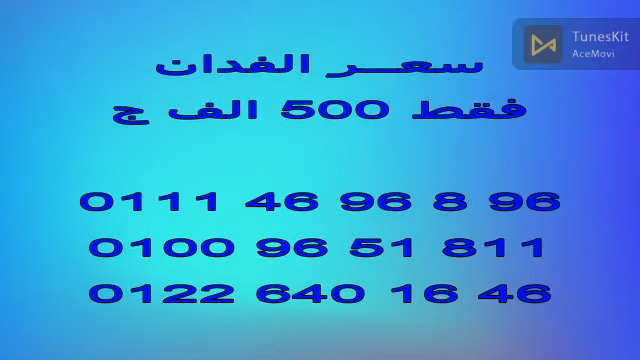 TunesKit
AceMovi
سعـــر الفدان
فقط 500 الف ج
0111 46 96 8 96
0100 96 51 811
0122 640 16 46